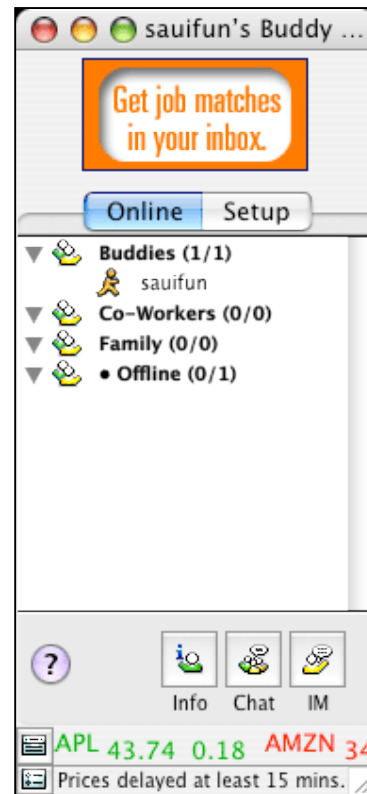 sauifun's Buddy ...
Get job matches
in your inbox.
Online Setup
Buddies (1/1)
sauifun
Co-Workers (0/0)
Family (0/0)
• Offline (0/1)
?
Info Chat IM
APL 43.74 0.18 AMZN 34
Prices delayed at least 15 mins.